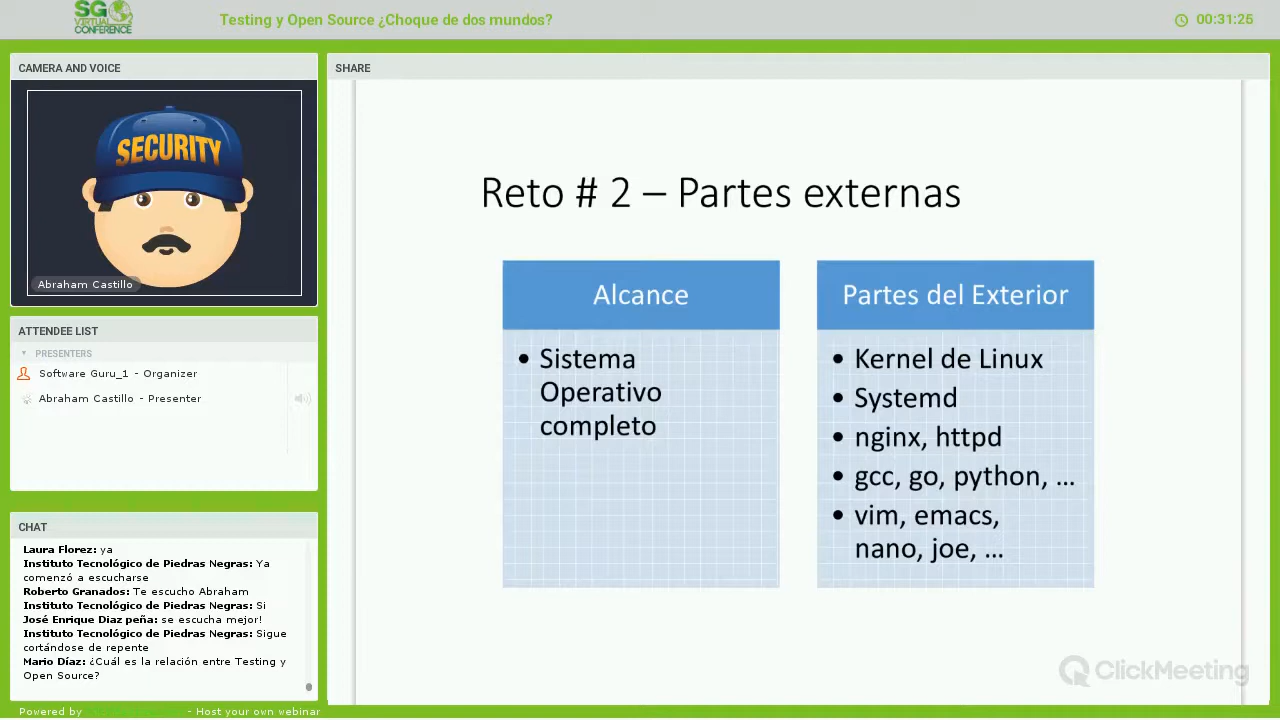 SG
VIRTUAL
CONFERENCE
Testing y Open Source ¿Choque de dos mundos?
00:31:25
CAMERA AND VOICE
SECURITY
Abraham Castillo
ATTENDEE LIST
PRESENTERS
Software Guru_1 - Organizer
Abraham Castillo - Presenter
CHAT
Laura Florez: ya
Instituto Tecnológico de Piedras Negras: Ya
comenzó a escucharse
Roberto Granados: Te escucho Abraham
Instituto Tecnológico de Piedras Negras: Si
José Enrique Diaz peña: se escucha mejor!
Instituto Tecnológico de Piedras Negras: Sigue
cortándose de repente
Mario Díaz: ¿Cuál es la relación entre Testing y
Open Source?
Powered by
- Host your own webinar
SHARE
Reto # 2 – Partes externas
Alcance
• Sistema
Operativo
completo
Partes del Exterior
• Kernel de Linux
• Systemd
• nginx, httpd
• gcc, go, python, ...
• vim, emacs,
nano, joe, ...
ClickMeeting